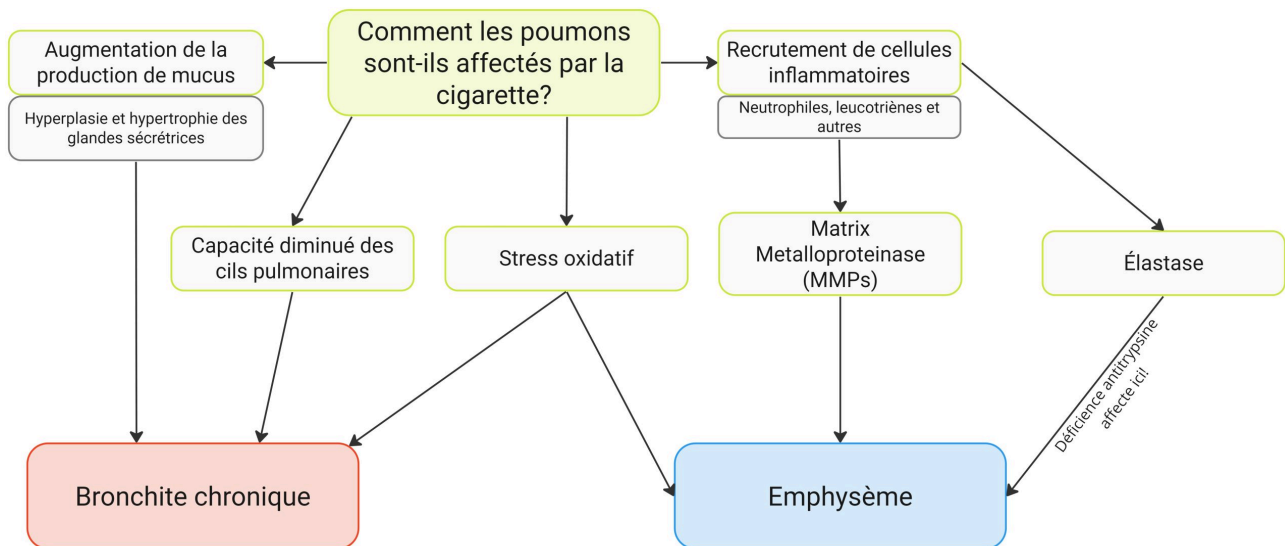 Comment les poumons
sont-ils affectés par la
cigarette?
Augmentation de la
production de mucus
Hyperplasie et hypertrophie des
glandes sécrétrices
Recrutement de cellules
inflammatoires
Neutrophiles, leucotriènes et
autres
Capacité diminué des
cils pulmonaires
Stress oxidatif
Matrix
Metalloproteinase
(MMPs)
Élastase
Déficience antitrypsine
affecte ici!
Bronchite chronique
Emphysème